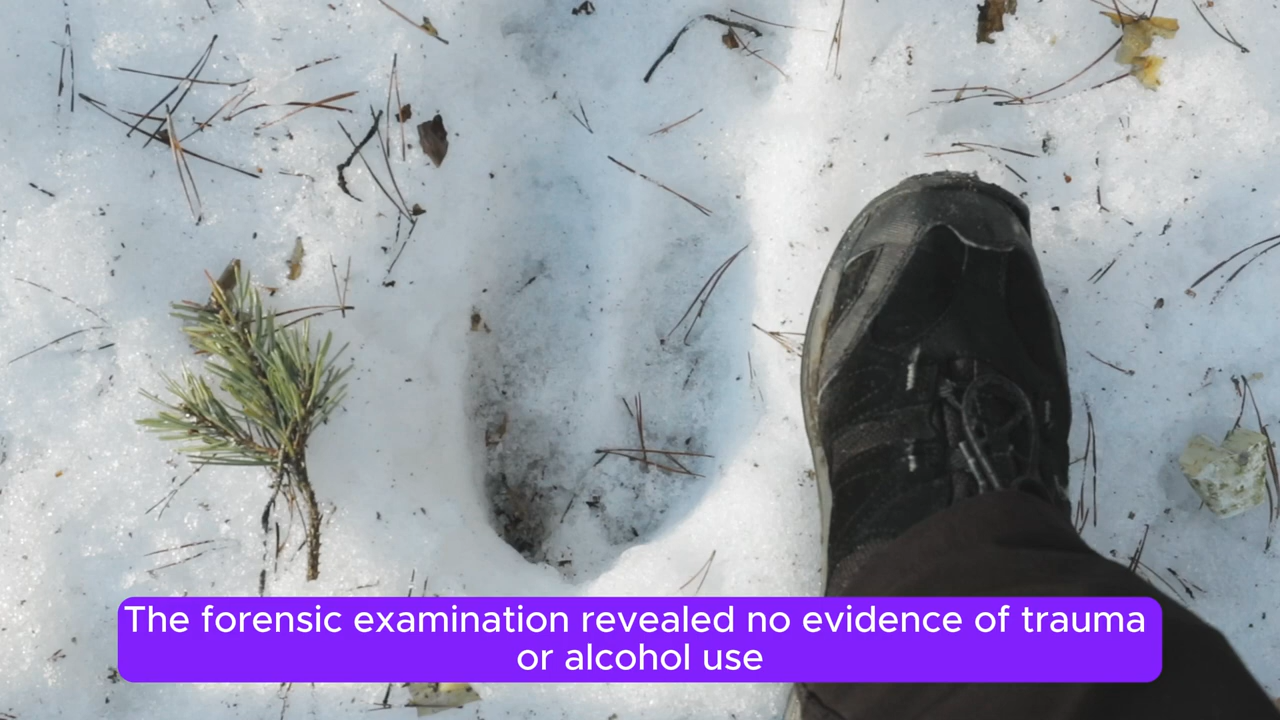 The forensic examination revealed no evidence of trauma
or alcohol use